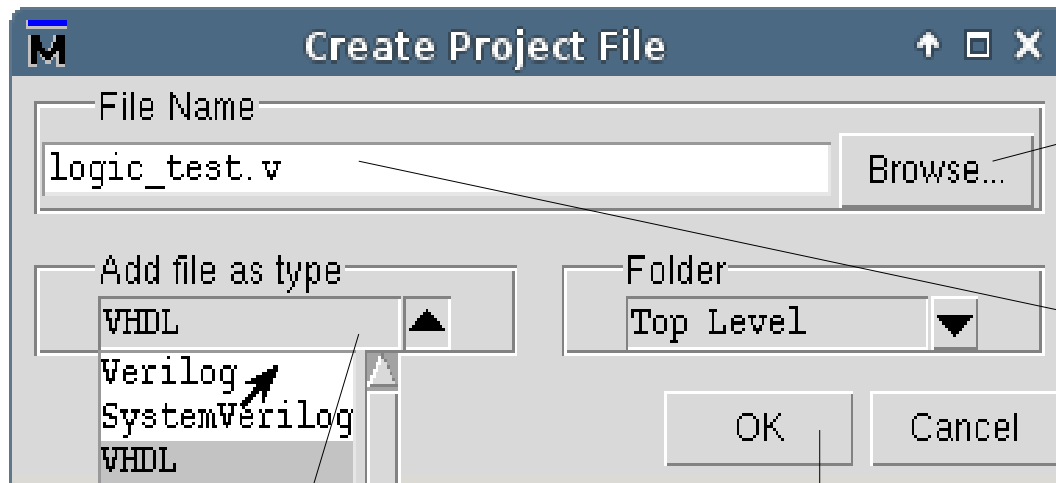 M Create Project File
File Name
logic_test.v Browse...
Add file as type Folder
VHDL Top Level
Verilog
SystemVerilog
OK Cancel
VHDL